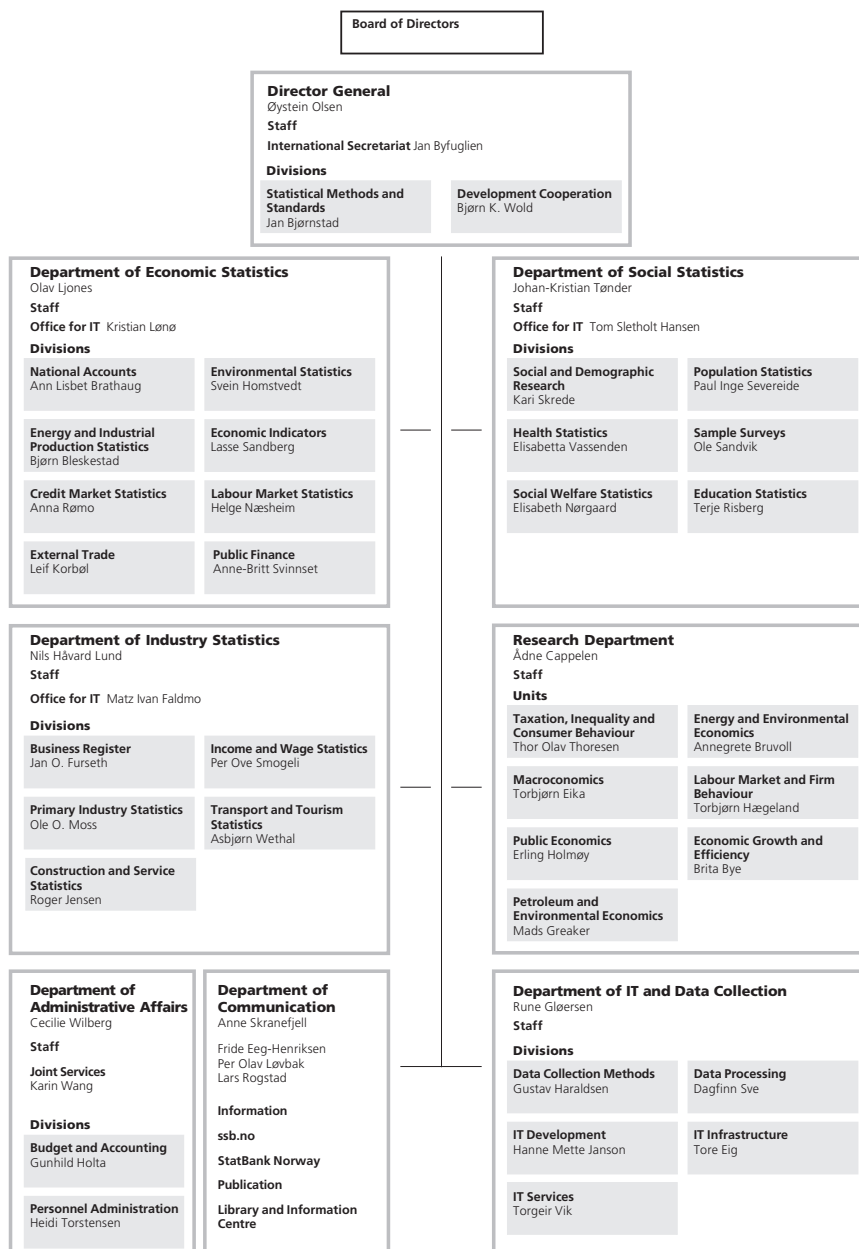 Board of Directors
Director General
Øystein Olsen
Staff
International Secretariat Jan Byfuglien
Divisions
Statistical Methods and
Standards
Jan Bjørnstad
Development Cooperation
Bjørn K. Wold
Department of Economic Statistics
Olav Ljones
Staff
Office for IT Kristian Lønø
Divisions
National Accounts
Ann Lisbet Brathaug
Environmental Statistics
Svein Homstvedt
Energy and Industrial
Production Statistics
Bjørn Bleskestad
Economic Indicators
Lasse Sandberg
Credit Market Statistics
Anna Rømo
Labour Market Statistics
Helge Næsheim
External Trade
Leif Korbøl
Public Finance
Anne-Britt Svinnset
Department of Social Statistics
Johan-Kristian Tønder
Staff
Office for IT Tom Sletholt Hansen
Divisions
Social and Demographic
Research
Kari Skrede
Population Statistics
Paul Inge Severeide
Health Statistics
Elisabetta Vassenden
Sample Surveys
Ole Sandvik
Social Welfare Statistics
Elisabeth Nørgaard
Education Statistics
Terje Risberg
Department of Industry Statistics
Nils Håvard Lund
Staff
Office for IT Matz Ivan Faldmo
Divisions
Business Register
Jan O. Furseth
Income and Wage Statistics
Per Ove Smogeli
Primary Industry Statistics
Ole O. Moss
Transport and Tourism
Statistics
Asbjørn Wethal
Construction and Service
Statistics
Roger Jensen
Research Department
Ådne Cappelen
Staff
Units
Taxation, Inequality and
Consumer Behaviour
Thor Olav Thoresen
Energy and Environmental
Economics
Annegrete Bruvoll
Macroeconomics
Torbjørn Eika
Labour Market and Firm
Behaviour
Torbjørn Hægeland
Public Economics
Erling Holmøy
Economic Growth and
Efficiency
Brita Bye
Petroleum and
Environmental Economics
Mads Greaker
Department of
Administrative Affairs
Cecilie Wilberg
Staff
Joint Services
Karin Wang
Divisions
Budget and Accounting
Gunhild Holta
Personnel Administration
Heidi Torstensen
Department of
Communication
Anne Skranefjell
Fride Eeg-Henriksen
Per Olav Løvbak
Lars Rogstad
Information
ssb.no
StatBank Norway
Publication
Library and Information
Centre
Department of IT and Data Collection
Rune Gløersen
Staff
Divisions
Data Collection Methods
Gustav Haraldsen
Data Processing
Dagfinn Sve
IT Development
Hanne Mette Janson
IT Infrastructure
Tore Eig
IT Services
Torgeir Vik